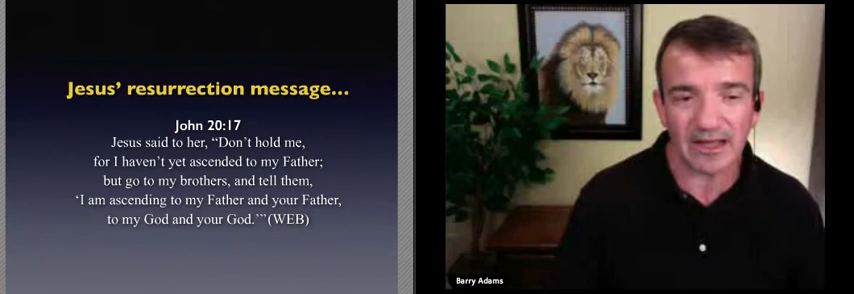 Jesus’ resurrection message...
John 20:17
Jesus said to her, “Don’t hold me,
for I haven’t yet ascended to my Father;
but go to my brothers, and tell them,
‘I am ascending to my Father and your Father,
to my God and your God.’” (WEB)
Barry Adams